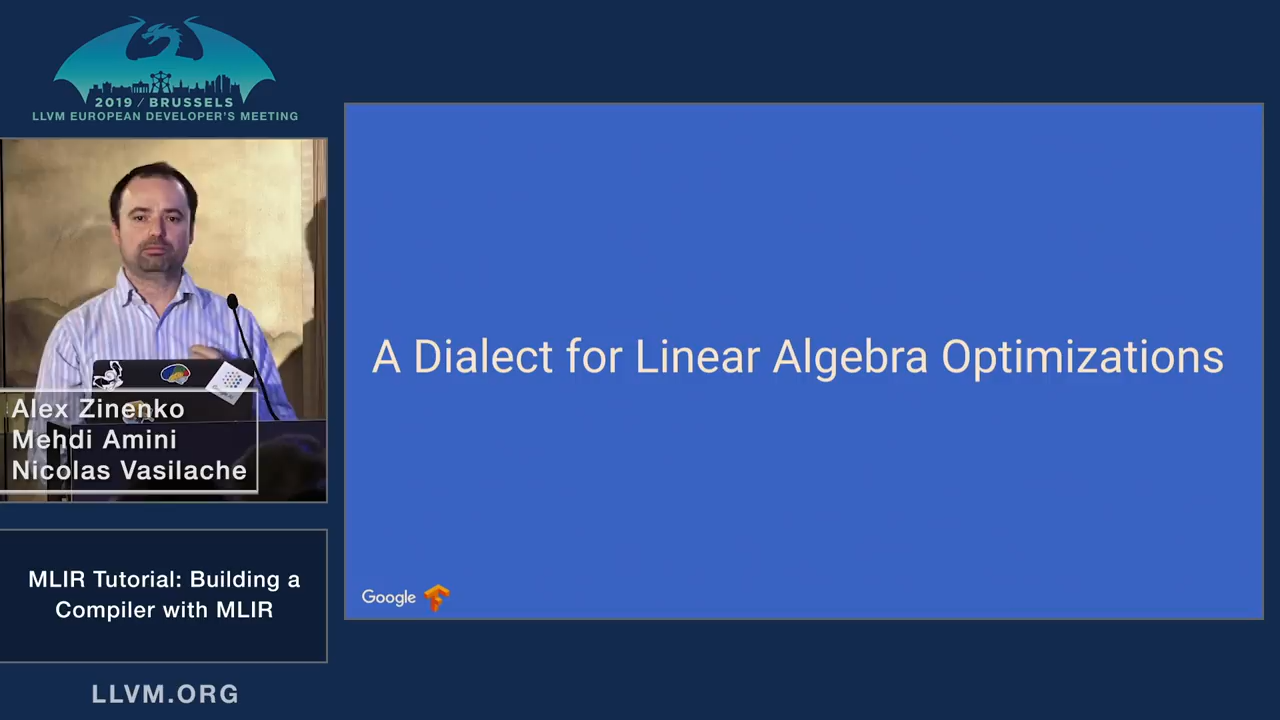 2019 / BRUSSELS
LLVM EUROPEAN DEVELOPER'S MEETING
Alex Zinenko
Mehdi Amini
Nicolas Vasilache
MLIR Tutorial: Building a
Compiler with MLIR
LLVM.ORG
A Dialect for Linear Algebra Optimizations
Google